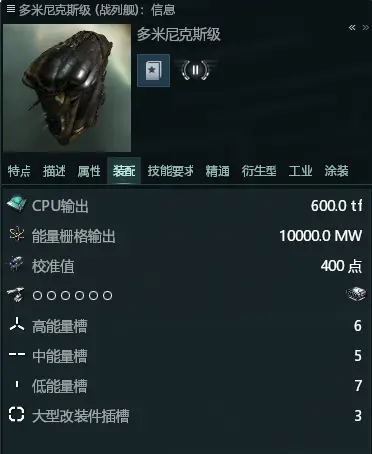 多米尼克斯级 (战列舰)：信息
多米尼克斯级
特点 描述 属性 装配 技能要求 精通 衍生型 工业 涂装
CPU输出 600.0 tf
能量栅格输出 10000.0 MW
校准值 400 点
高能量槽 6
中能量槽 5
低能量槽 7
大型改装件插槽 3